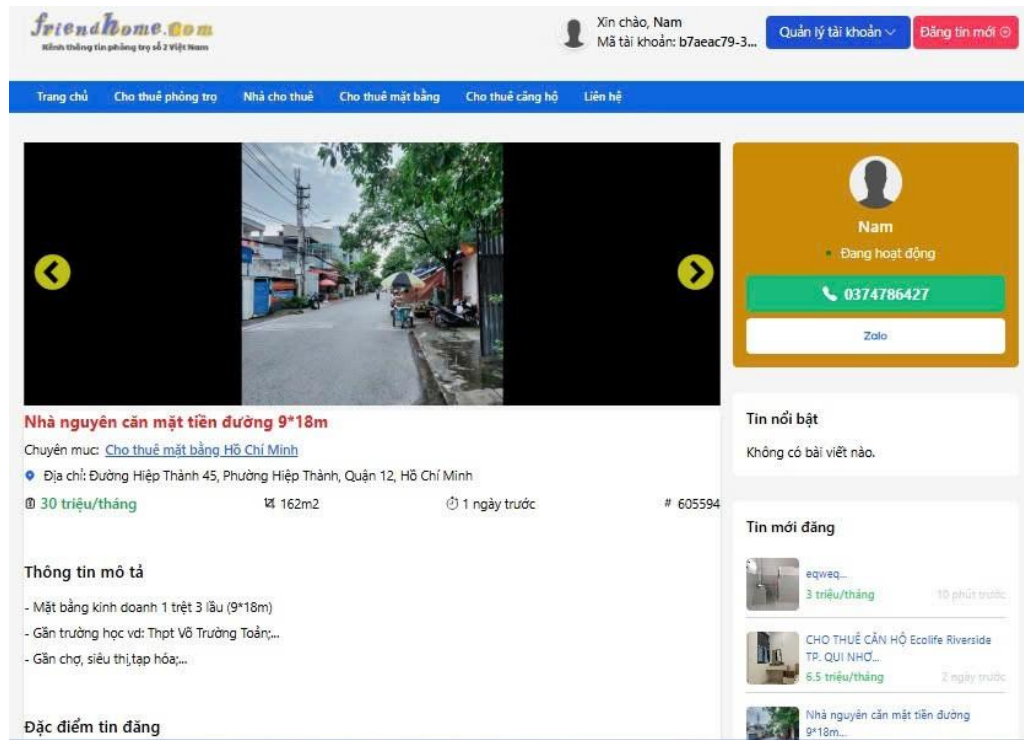 friendhome.com
Kênh thông tin phòng trọ số 2 Việt Nam
Xin chào, Nam
Mã tài khoản: b7aeac79-3...
Quản lý tài khoản
Đăng tin mới
Trang chủ
Cho thuê phòng trọ
Nhà cho thuê
Cho thuê mặt bằng
Cho thuê căng hộ
Liên hệ
Nhà nguyên căn mặt tiền đường 9*18m
Chuyên mục: Cho thuê mặt bằng Hồ Chí Minh
Địa chỉ: Đường Hiệp Thành 45, Phường Hiệp Thành, Quận 12, Hồ Chí Minh
30 triệu/tháng
162m2
1 ngày trước
# 605594
Thông tin mô tả
- Mặt bằng kinh doanh 1 trệt 3 lầu (9*18m)
- Gần trường học vd: Thpt Võ Trường Toản;...
- Gần chợ, siêu thị,tạp hóa;...
Đặc điểm tin đăng
Nam
Đang hoạt động
0374786427
Zalo
Tin nổi bật
Không có bài viết nào.
Tin mới đăng
eqweq...
3 triệu/tháng
10 phút trước
CHO THUÊ CĂN HỘ Ecolife Riverside
TP. QUI NHƠ...
6.5 triệu/tháng
2 ngày trước
Nhà nguyên căn mặt tiền đường
9*18m...